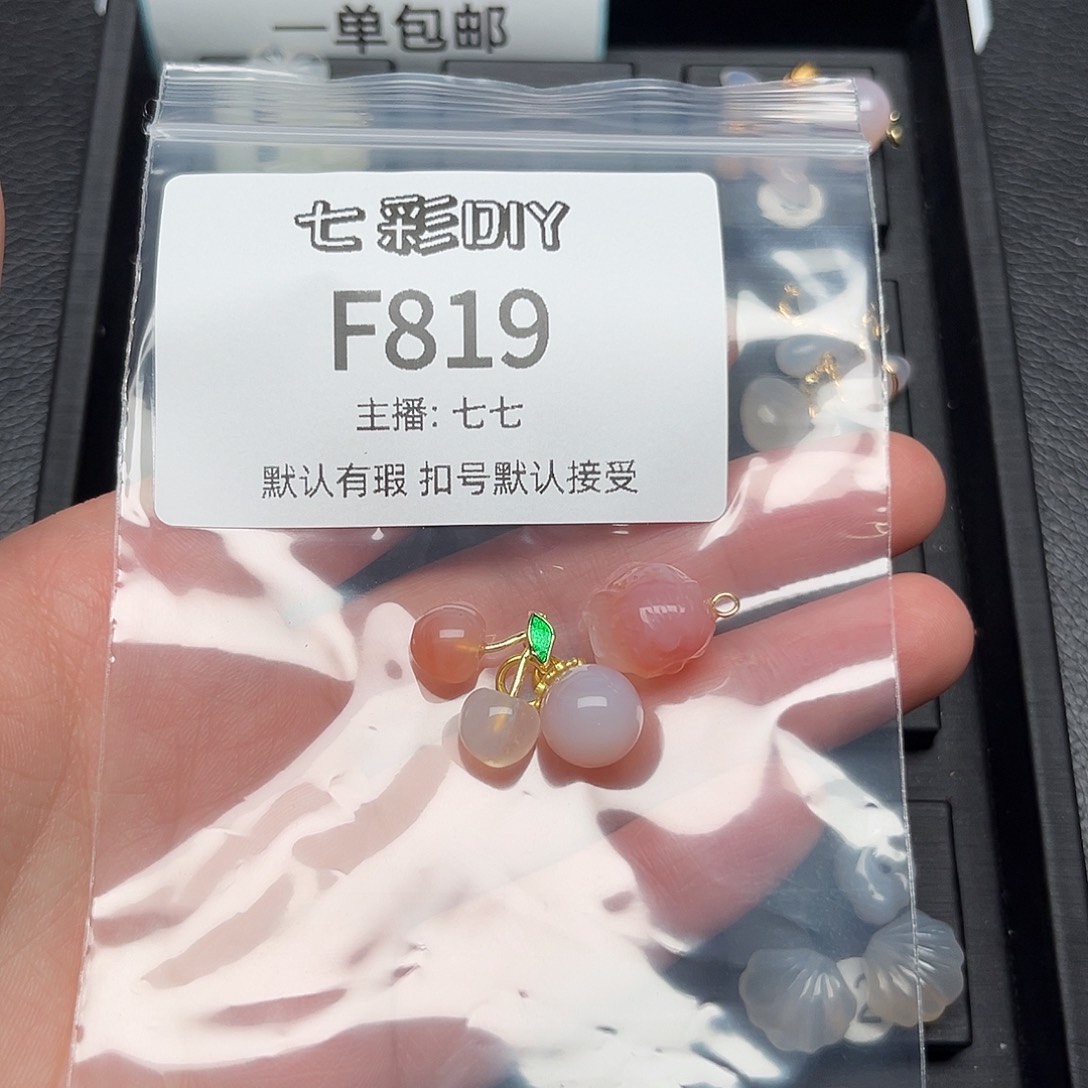 一单包邮
七彩DIY
F819
主播: 七七
默认有瑕 扣号默认接受